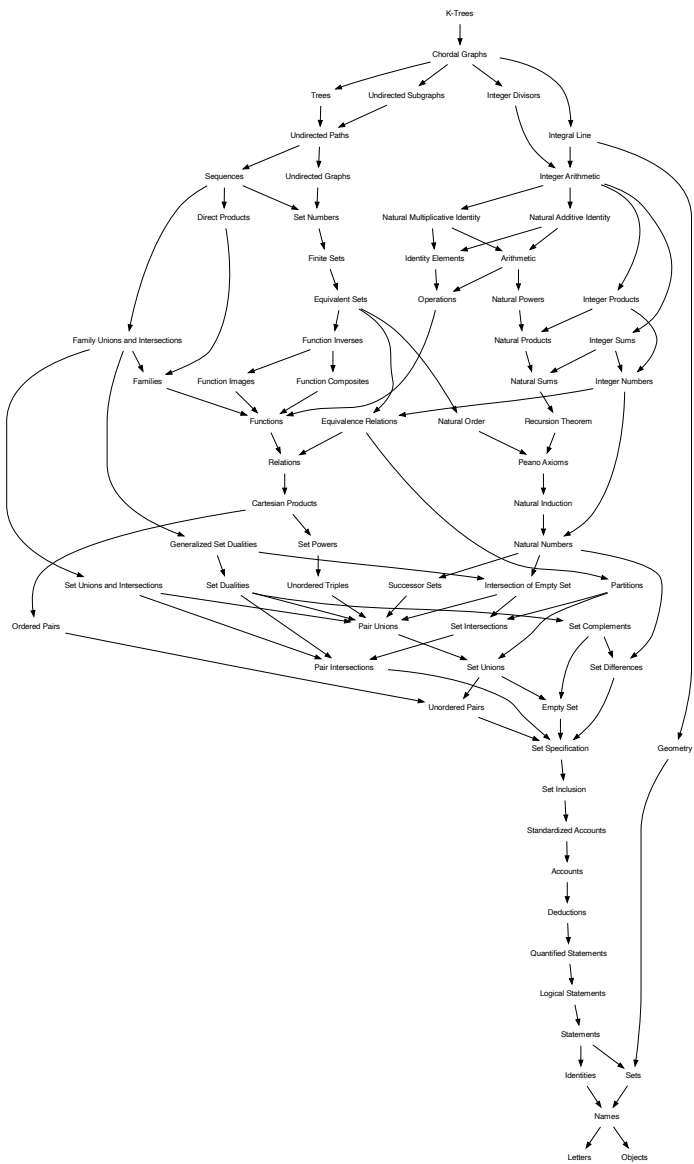 K-Trees
Chordal Graphs
Trees
Undirected Subgraphs
Integer Divisors
Undirected Paths
Integral Line
Sequences
Undirected Graphs
Integer Arithmetic
Direct Products
Set Numbers
Natural Multiplicative Identity
Natural Additive Identity
Finite Sets
Identity Elements
Arithmetic
Equivalent Sets
Operations
Natural Powers
Integer Products
Family Unions and Intersections
Function Inverses
Natural Products
Integer Sums
Families
Function Images
Function Composites
Natural Sums
Integer Numbers
Functions
Equivalence Relations
Natural Order
Recursion Theorem
Relations
Peano Axioms
Cartesian Products
Natural Induction
Generalized Set Dualities
Set Powers
Natural Numbers
Set Unions and Intersections
Set Dualities
Unordered Triples
Successor Sets
Intersection of Empty Set
Partitions
Ordered Pairs
Pair Unions
Set Intersections
Set Complements
Pair Intersections
Set Unions
Set Differences
Unordered Pairs
Empty Set
Set Specification
Geometry
Set Inclusion
Standardized Accounts
Accounts
Deductions
Quantified Statements
Logical Statements
Statements
Identities
Sets
Names
Letters
Objects